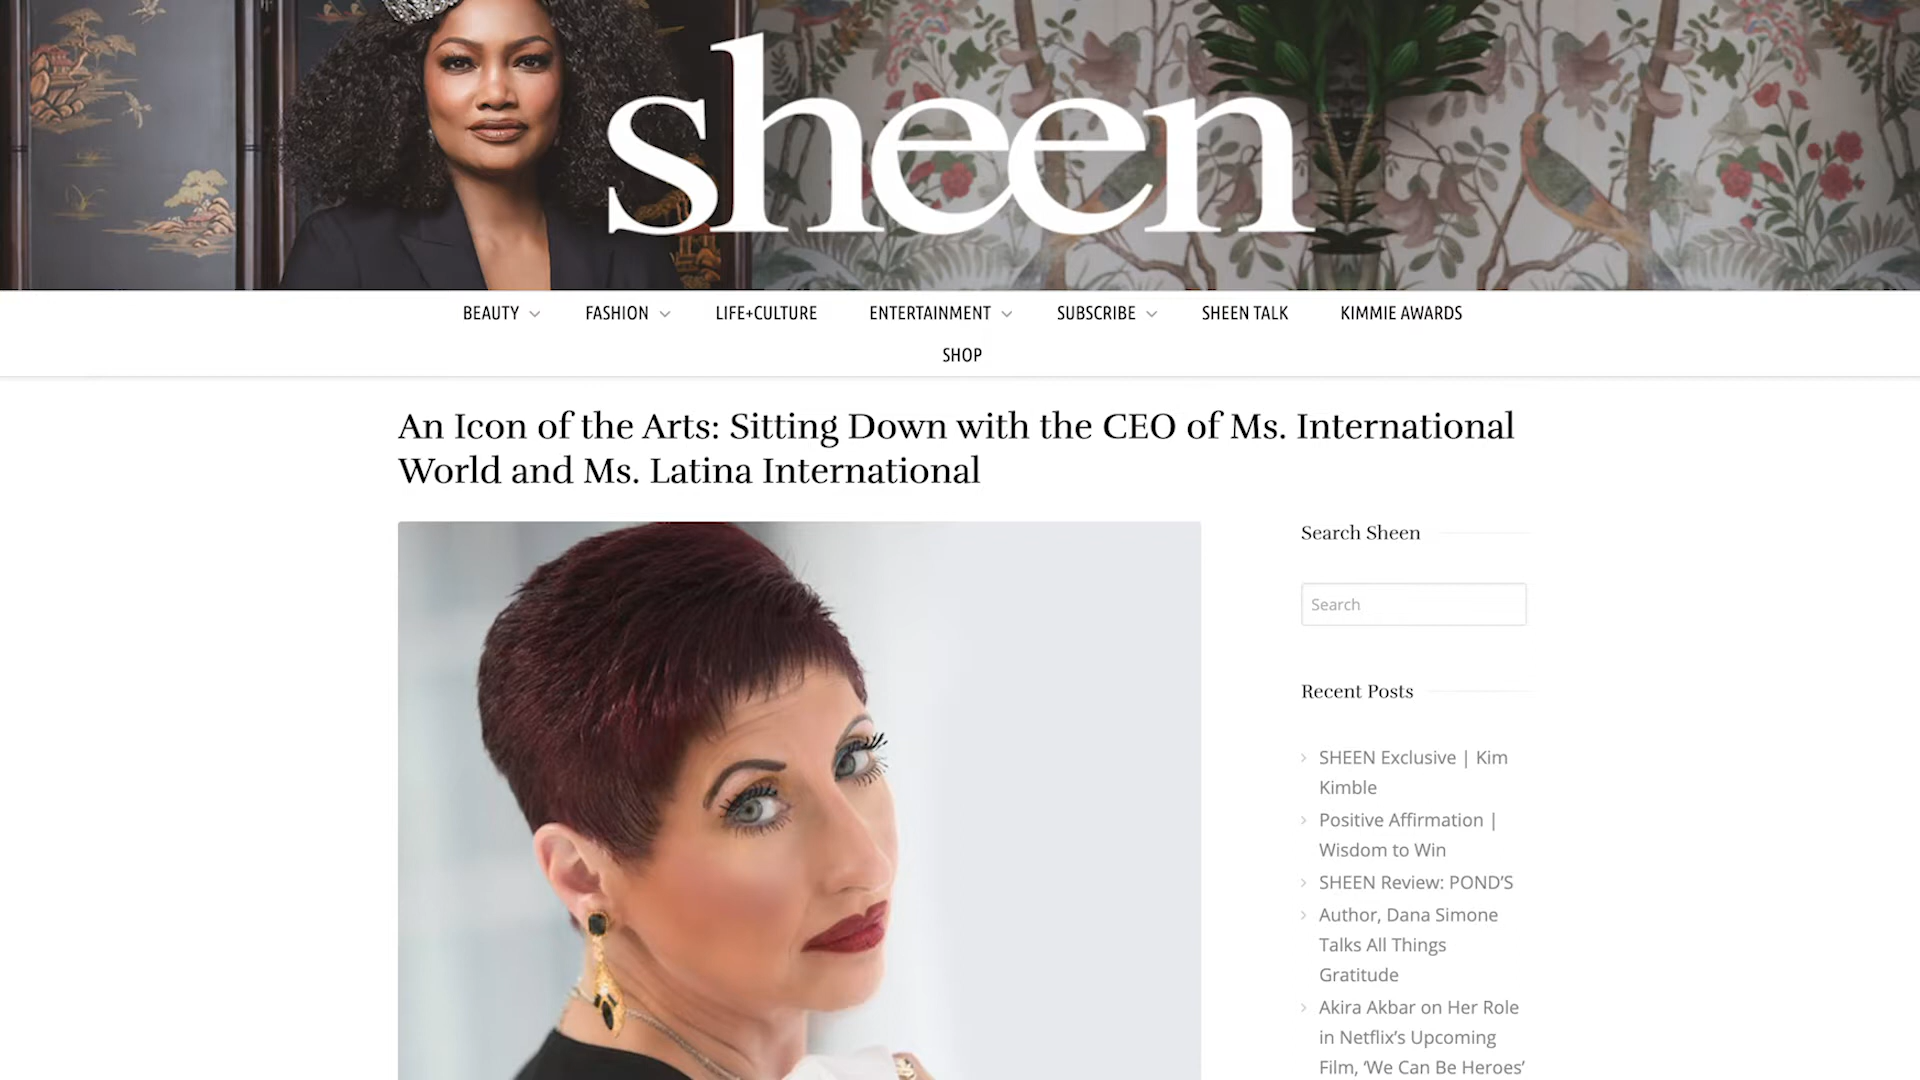 sheen
BEAUTY FASHION LIFE+CULTURE ENTERTAINMENT SUBSCRIBE SHEEN TALK KIMMIE AWARDS
SHOP
An Icon of the Arts: Sitting Down with the CEO of Ms. International
World and Ms. Latina International
Search Sheen
Search
Recent Posts
SHEEN Exclusive | Kim
Kimble
Positive Affirmation |
Wisdom to Win
SHEEN Review: POND’S
Author, Dana Simone
Talks All Things
Gratitude
Akira Akbar on Her Role
in Netflix’s Upcoming
Film, ‘We Can Be Heroes’